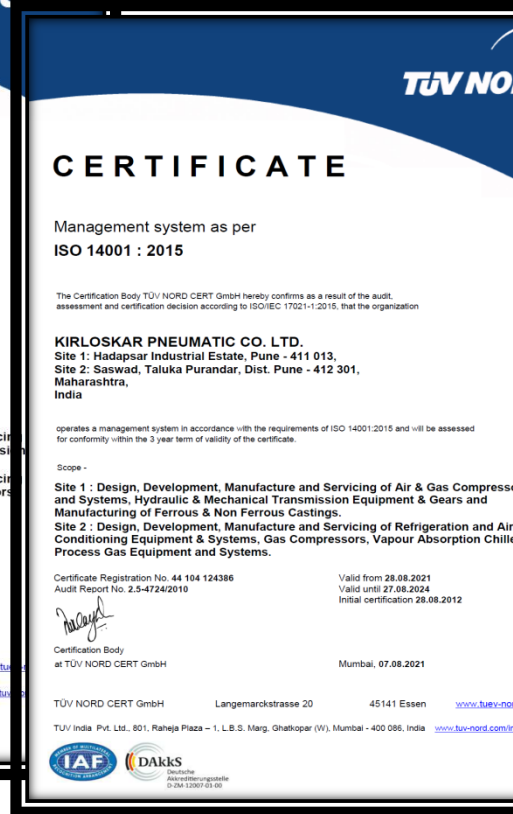 TÜV NOR
CERTIFICATE
Management system as per
ISO 14001 : 2015
The Certification Body TÜV NORD CERT GmbH hereby confirms as a result of the audit,
assessment and certification decision according to ISO/IEC 17021-1:2015, that the organization
KIRLOSKAR PNEUMATIC CO. LTD.
Site 1: Hadapsar Industrial Estate, Pune - 411 013,
Site 2: Saswad, Taluka Purandar, Dist. Pune - 412 301,
Maharashtra,
India
operates a management system in accordance with the requirements of ISO 14001:2015 and will be assessed
for conformity within the 3 year term of validity of the certificate.
Scope -
Site 1 : Design, Development, Manufacture and Servicing of Air & Gas Compresso
and Systems, Hydraulic & Mechanical Transmission Equipment & Gears and
Manufacturing of Ferrous & Non Ferrous Castings.
Site 2 : Design, Development, Manufacture and Servicing of Refrigeration and Air
Conditioning Equipment & Systems, Gas Compressors, Vapour Absorption Chille
Process Gas Equipment and Systems.
Certificate Registration No. 44 104 124386
Audit Report No. 2.5-4724/2010
Valid from 28.08.2021
Valid until 27.08.2024
Initial certification 28.08.2012
Certification Body
at TÜV NORD CERT GmbH
Mumbai, 07.08.2021
TÜV NORD CERT GmbH Langemarckstrasse 20 45141 Essen www.tuev-nor
TUV India Pvt. Ltd., 801, Raheja Plaza – 1, L.B.S. Marg, Ghatkopar (W), Mumbai - 400 086, India www.tuv-nord.com/in
MEMBER OF MULTILATERAL
RECOGNITION ARRANGEMENT
IAF
DAkkS
Deutsche
Akkreditierungsstelle
D-ZM-12007-01-00